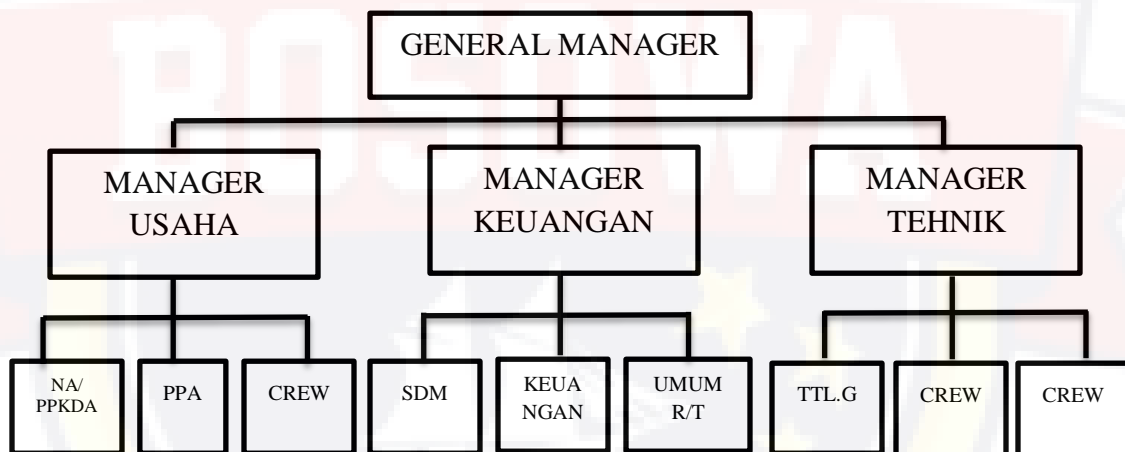 BOSOWA
GENERAL MANAGER
MANAGER
USAHA
MANAGER
KEUANGAN
MANAGER
TEHNIK
NA/
PPKDA
PPA
CREW
SDM
KEUA
NGAN
UMUM
R/T
TTL.G
CREW
CREW